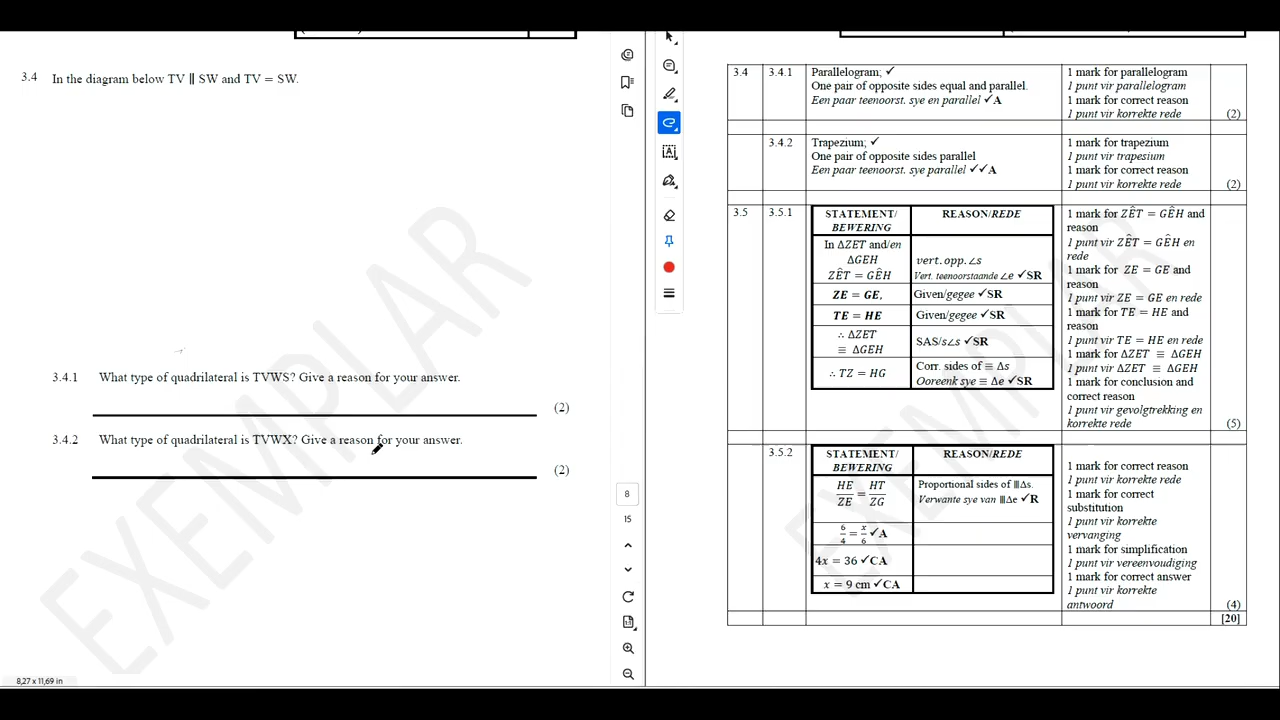 3.4 In the diagram below TV ∥ SW and TV = SW.
3.4.1 What type of quadrilateral is TVWS? Give a reason for your answer.
(2)
3.4.2 What type of quadrilateral is TVWX? Give a reason for your answer.
(2)
EXEMPLAR
8
15
8,27 x 11,69 in
3.4 3.4.1 Parallelogram; ✓
One pair of opposite sides equal and parallel.
Een paar teenoorst. sye en parallel ✓A
1 mark for parallelogram
1 punt vir parallelogram
1 mark for correct reason
1 punt vir korrekte rede
(2)
3.4.2 Trapezium; ✓
One pair of opposite sides parallel
Een paar teenoorst. sye parallel ✓✓A
1 mark for trapezium
1 punt vir trapesium
1 mark for correct reason
1 punt vir korrekte rede
(2)
3.5 3.5.1 STATEMENT/
BEWERING
REASON/REDE
In ΔZET and/en
ΔGEH
ZÊT = GÊH
vert. opp. ∠s
Vert. teenoorstaande ∠e ✓SR
ZE = GE, Given/gegee ✓SR
TE = HE Given/gegee ✓SR
∴ ΔZET
≡ ΔGEH
SAS/s∠s ✓SR
∴ TZ = HG
Corr. sides of ≡ Δs
Ooreenk sye ≡ Δe ✓SR
1 mark for ZÊT = GÊH and
reason
1 punt vir ZÊT = GÊH en
rede
1 mark for ZE = GE and
reason
1 punt vir ZE = GE en rede
1 mark for TE = HE and
reason
1 punt vir TE = HE en rede
1 mark for ΔZET ≡ ΔGEH
1 punt vir ΔZET ≡ ΔGEH
1 mark for conclusion and
correct reason
1 punt vir gevolgtrekking en
korrekte rede
(5)
3.5.2 STATEMENT/
BEWERING
REASON/REDE
HE/ZE = HT/ZG
Proportional sides of ⦀Δs.
Verwante sye van ⦀Δe ✓R
6/4 = x/6 ✓A
4x = 36 ✓CA
x = 9 cm ✓CA
1 mark for correct reason
1 punt vir korrekte rede
1 mark for correct
substitution
1 punt vir korrekte
vervanging
1 mark for simplification
1 punt vir vereenvoudiging
1 mark for correct answer
1 punt vir korrekte
antwoord
(4)
[20]
EXEMPLAR